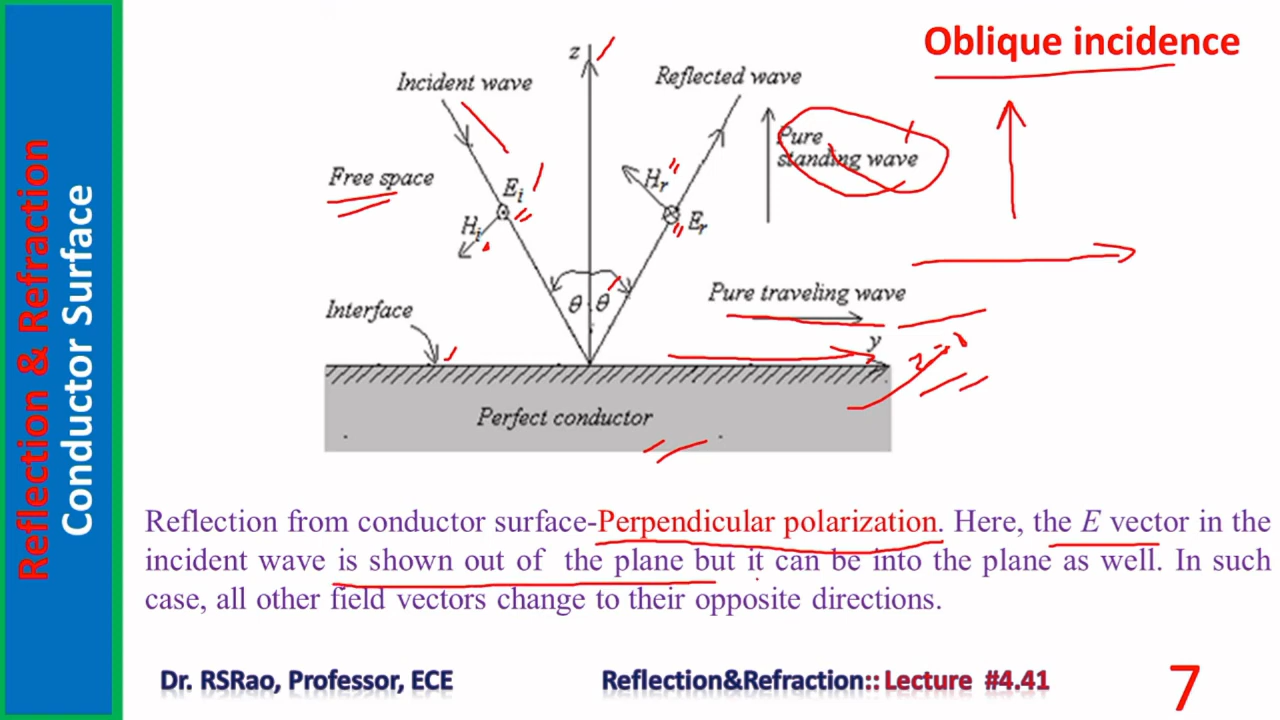 Reflection & Refraction
Conductor Surface
Oblique incidence
z
Incident wave
Reflected wave
Pure
standing wave
Free space
E_i
H_r
H_i
E_r
θ θ
Pure traveling wave
Interface
y
z=0
Perfect conductor
Reflection from conductor surface-Perpendicular polarization. Here, the E vector in the
incident wave is shown out of the plane but it can be into the plane as well. In such
case, all other field vectors change to their opposite directions.
Dr. RSRao, Professor, ECE
Reflection&Refraction:: Lecture #4.41
7